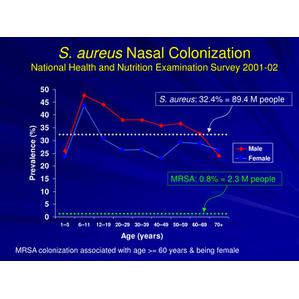 S. aureus Nasal Colonization
National Health and Nutrition Examination Survey 2001-02
Prevalence (%)
50
45
40
35
30
25
20
15
10
5
0
S. aureus: 32.4% = 89.4 M people
Male
Female
MRSA: 0.8% = 2.3 M people
1–5 6–11 12–19 20–29 30–39 40–49 50–59 60–69 70+
Age (years)
MRSA colonization associated with age >= 60 years & being female